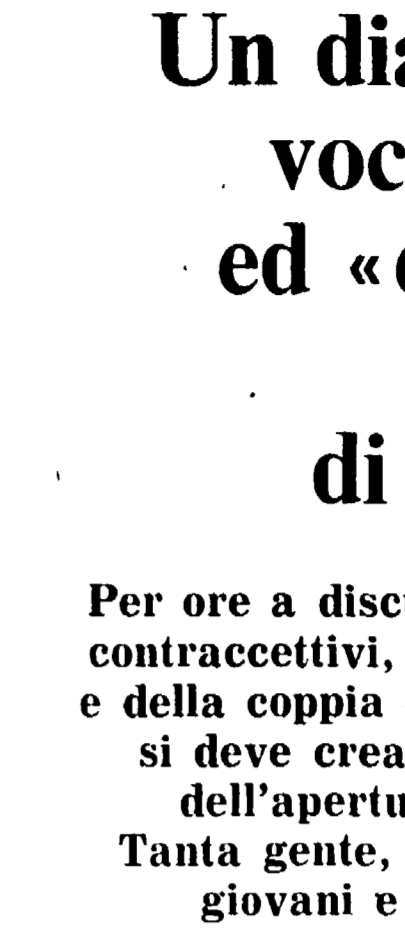 Un dia
voc
ed «
di
Per ore a disc
contraccettivi,
e della coppia
si deve crea
dell'apertu
Tanta gente,
giovani e